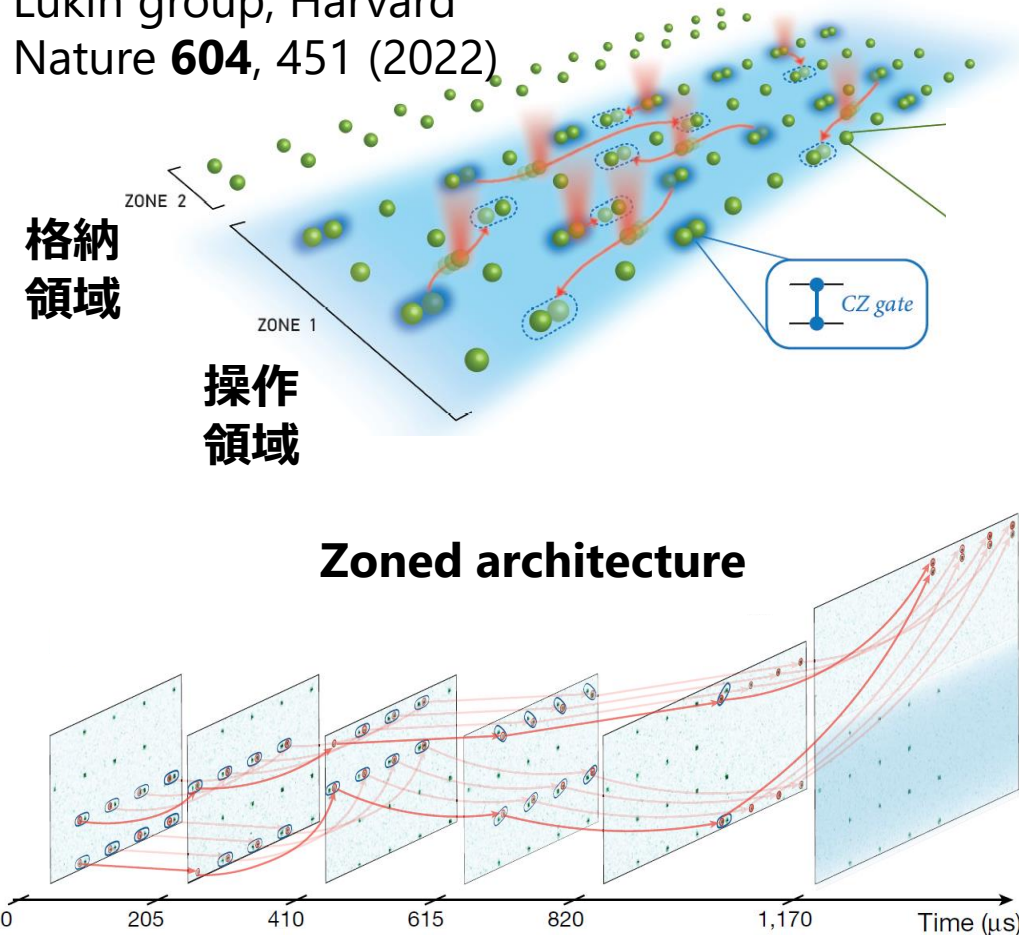 Lukin group, Harvard
Nature 604, 451 (2022)
ZONE 2
格納
領域
ZONE 1
操作
領域
CZ gate
Zoned architecture
0
205
410
615
820
1,170
Time (μs)